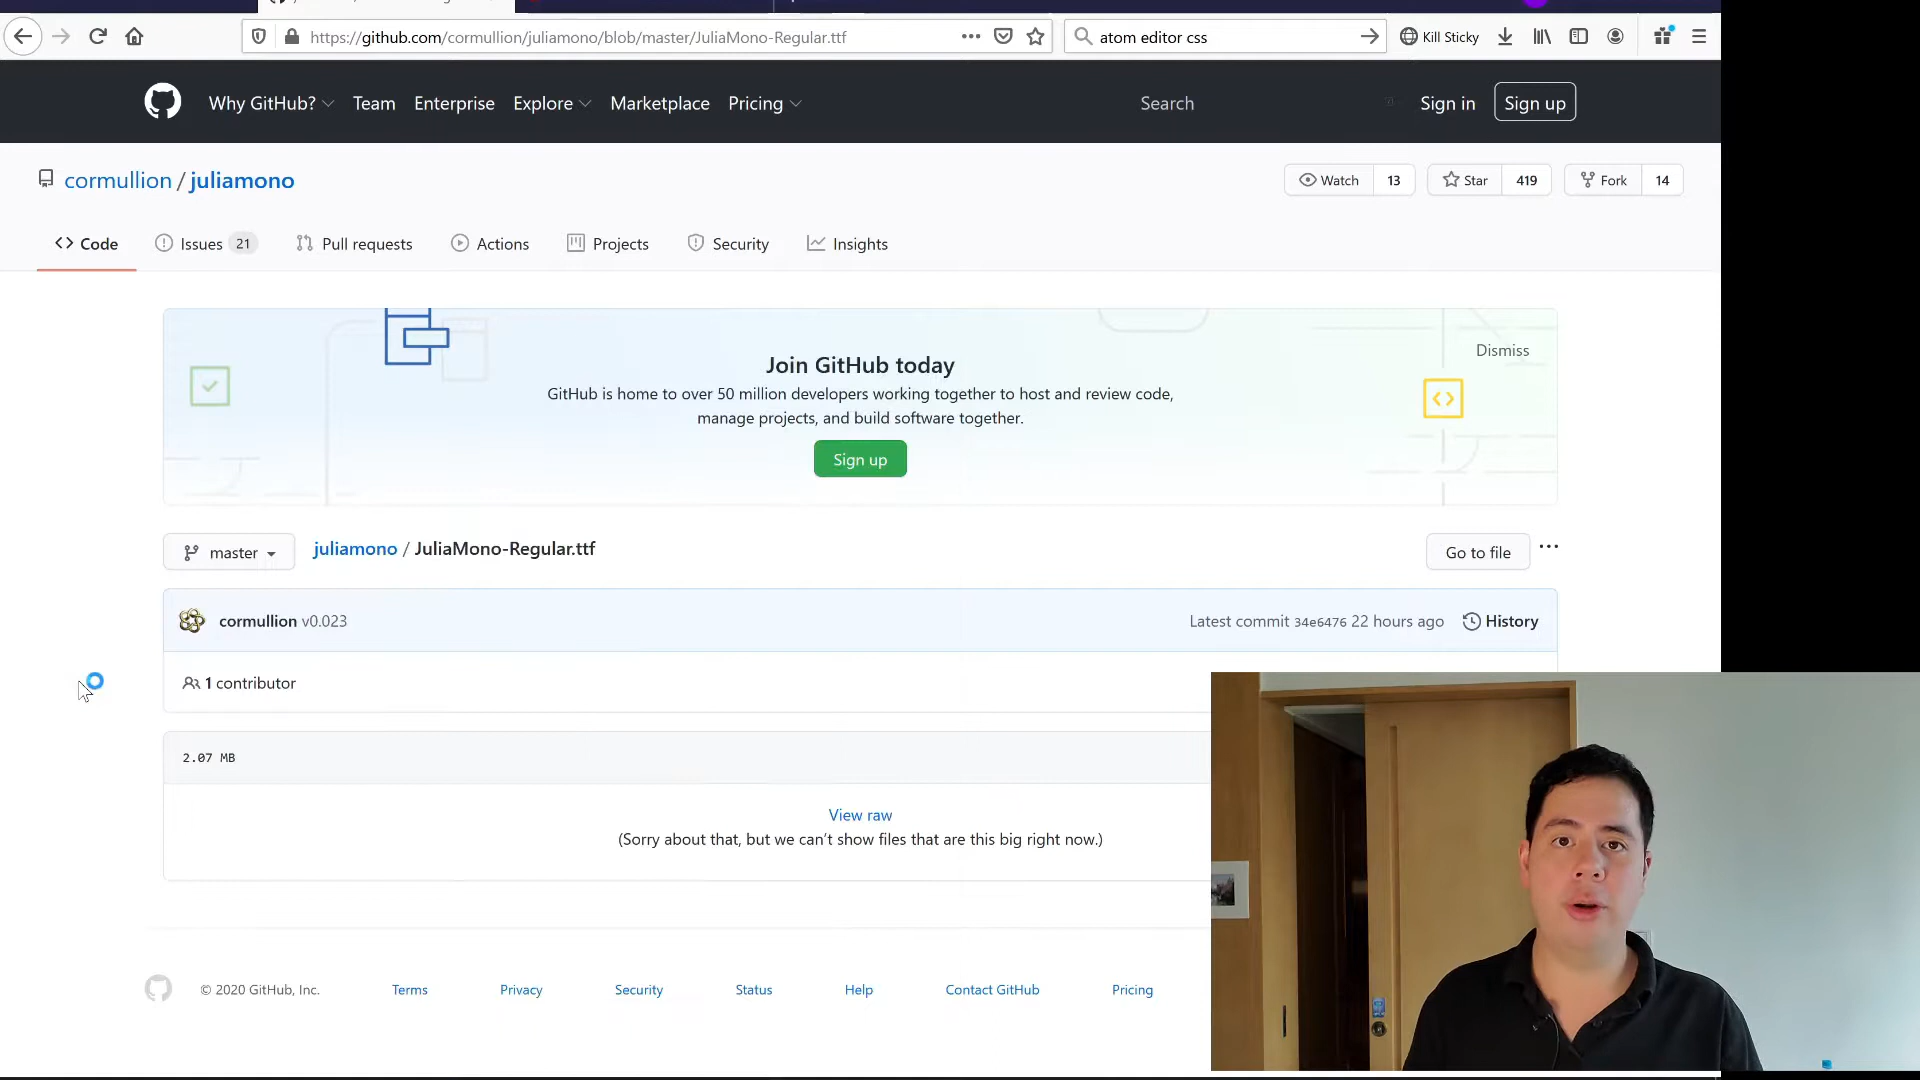 https://github.com/cormullion/juliamono/blob/master/JuliaMono-Regular.ttf
atom editor css
Kill Sticky
Why GitHub?
Team
Enterprise
Explore
Marketplace
Pricing
Search
Sign in
Sign up
cormullion / juliamono
Watch 13
Star 419
Fork 14
Code
Issues 21
Pull requests
Actions
Projects
Security
Insights
Join GitHub today
Dismiss
GitHub is home to over 50 million developers working together to host and review code,
manage projects, and build software together.
Sign up
master
juliamono / JuliaMono-Regular.ttf
Go to file
cormullion v0.023
Latest commit 34e6476 22 hours ago
History
1 contributor
2.07 MB
View raw
(Sorry about that, but we can’t show files that are this big right now.)
© 2020 GitHub, Inc.
Terms
Privacy
Security
Status
Help
Contact GitHub
Pricing